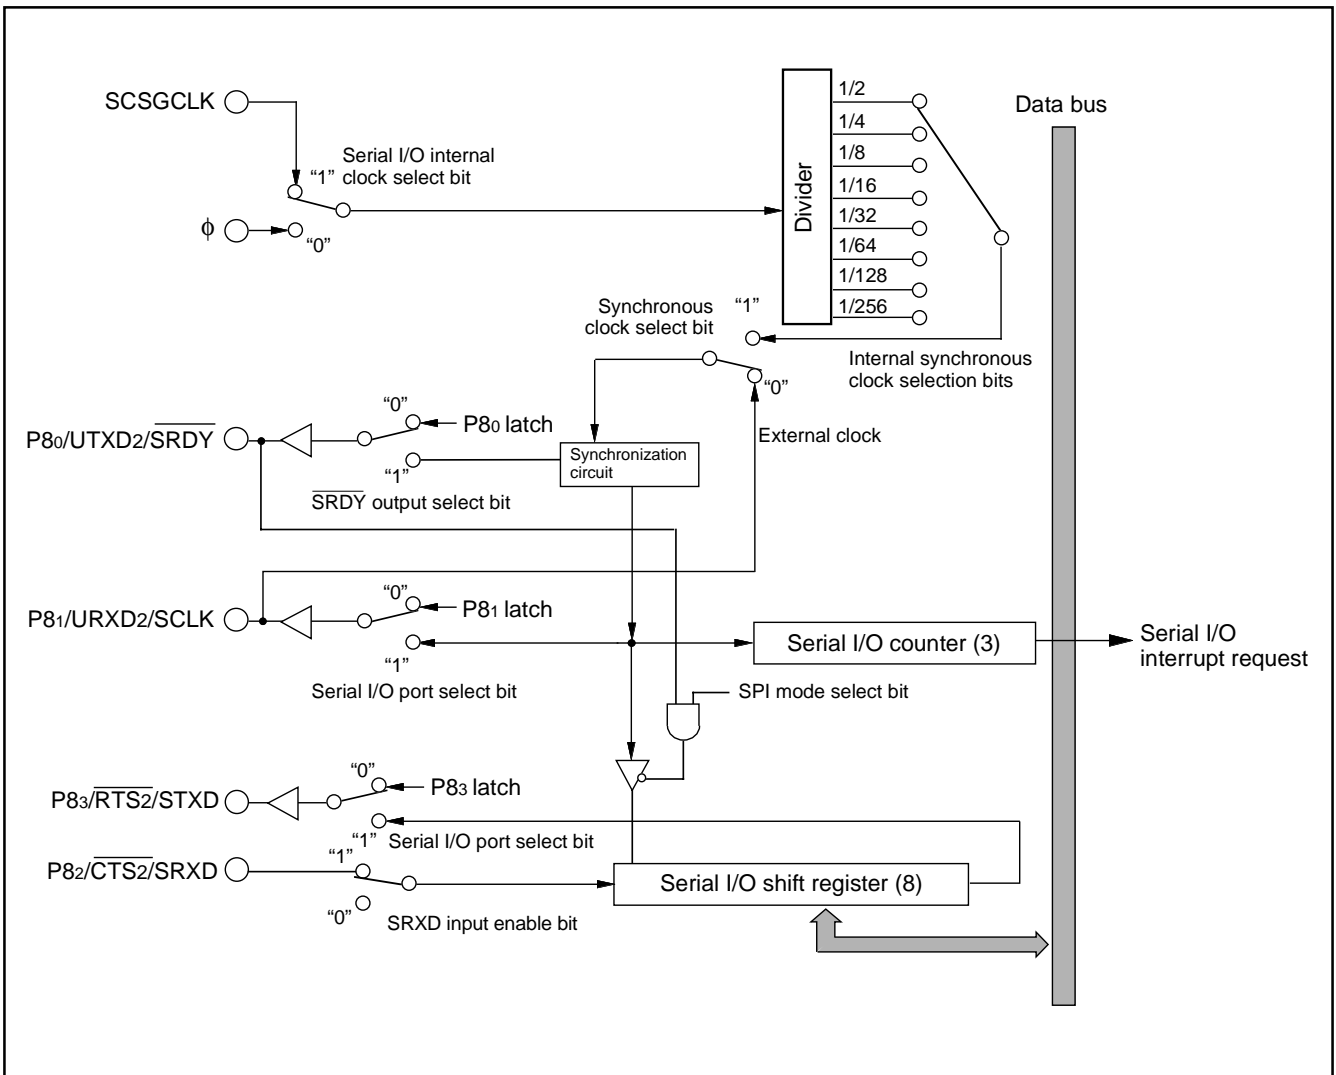 SCSGCLK
Serial I/O internal
clock select bit
“1”
ϕ
“0”
Divider
1/2
1/4
1/8
1/16
1/32
1/64
1/128
1/256
Data bus
Synchronous
clock select bit
“1”
“0”
Internal synchronous
clock selection bits
External clock
P80/UTXD2/SRDY
“0”
P80 latch
“1”
SRDY output select bit
Synchronization
circuit
P81/URXD2/SCLK
“0”
P81 latch
“1”
Serial I/O port select bit
Serial I/O counter (3)
Serial I/O
interrupt request
SPI mode select bit
P83/RTS2/STXD
“0”
P83 latch
“1”
Serial I/O port select bit
P82/CTS2/SRXD
“1”
“0”
SRXD input enable bit
Serial I/O shift register (8)